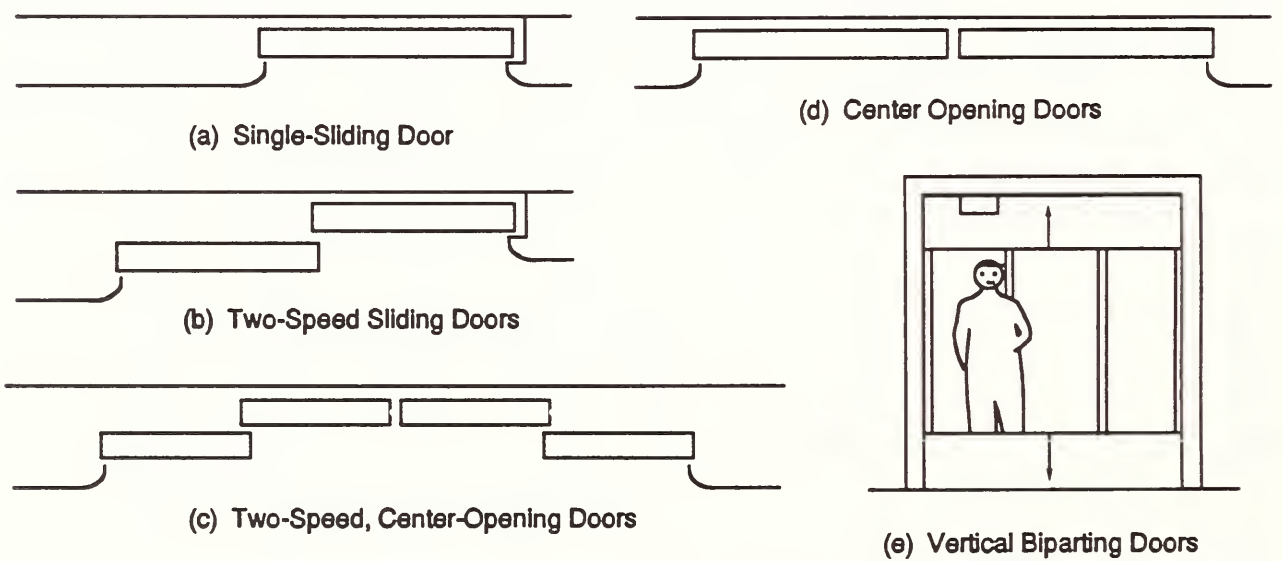 (a) Single-Sliding Door
(b) Two-Speed Sliding Doors
(c) Two-Speed, Center-Opening Doors
(d) Center Opening Doors
(e) Vertical Biparting Doors